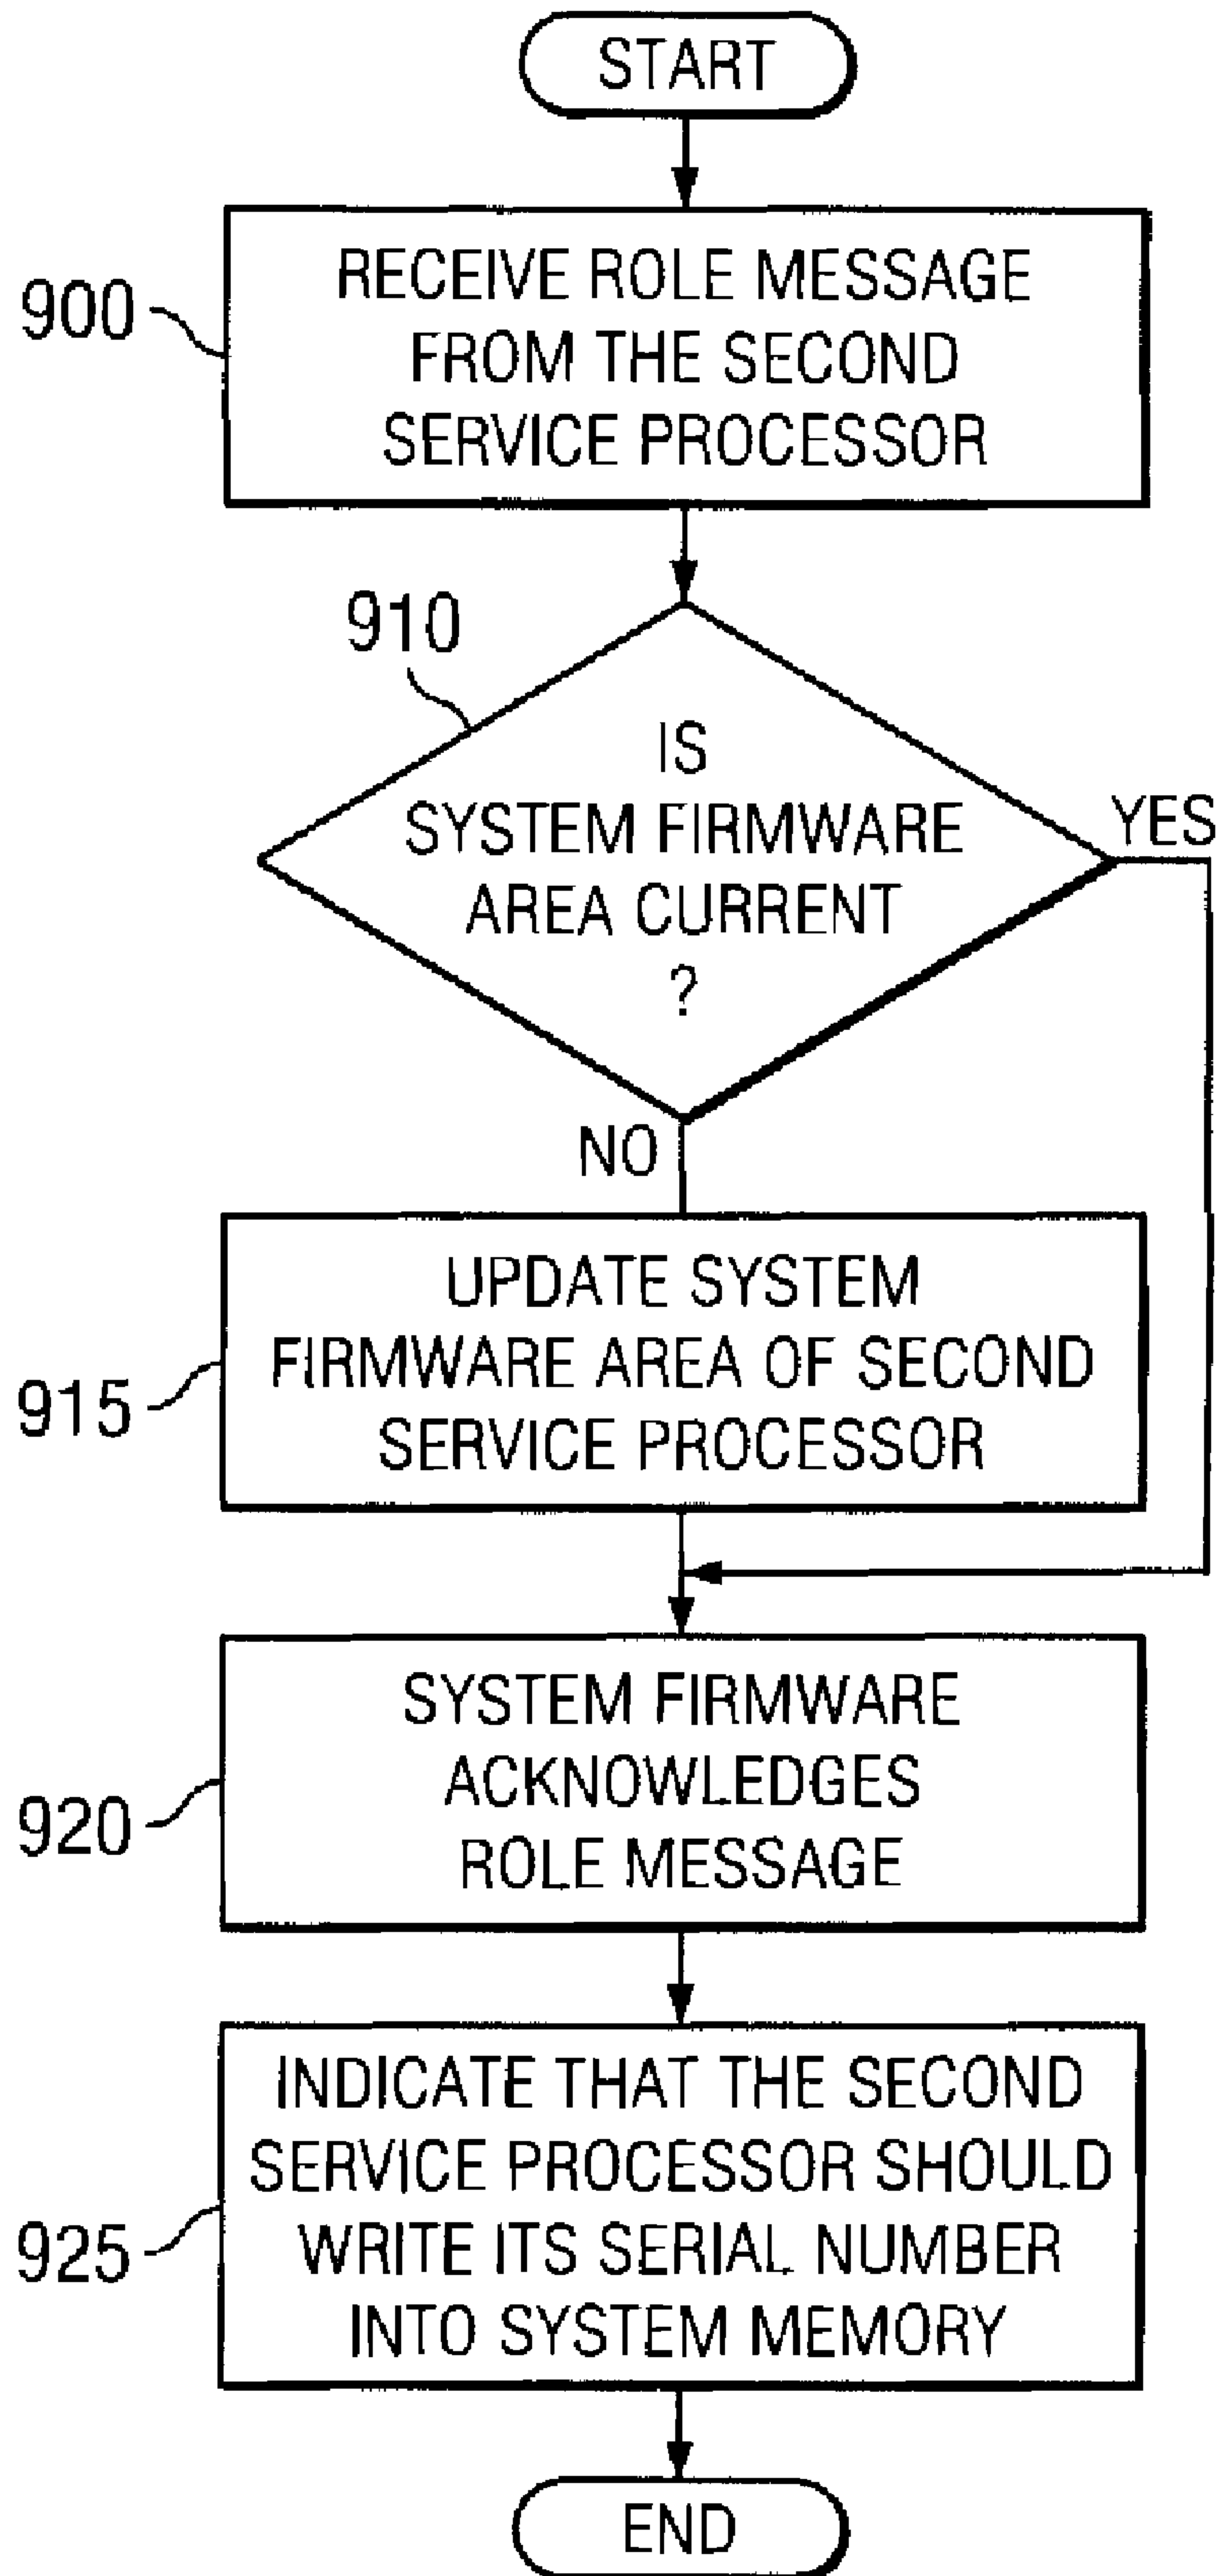 START
900
RECEIVE ROLE MESSAGE
FROM THE SECOND
SERVICE PROCESSOR
910
IS
SYSTEM FIRMWARE
AREA CURRENT
?
YES
NO
915
UPDATE SYSTEM
FIRMWARE AREA OF SECOND
SERVICE PROCESSOR
920
SYSTEM FIRMWARE
ACKNOWLEDGES
ROLE MESSAGE
925
INDICATE THAT THE SECOND
SERVICE PROCESSOR SHOULD
WRITE ITS SERIAL NUMBER
INTO SYSTEM MEMORY
END